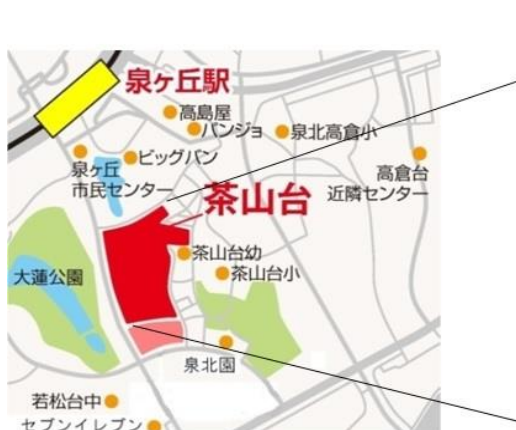 泉ヶ丘駅
高島屋
パンジョ
泉北高倉小
ビッグバン
泉ヶ丘
市民センター
高倉台
近隣センター
茶山台
茶山台幼
茶山台小
大蓮公園
泉北園
若松台中
セブンイレブン